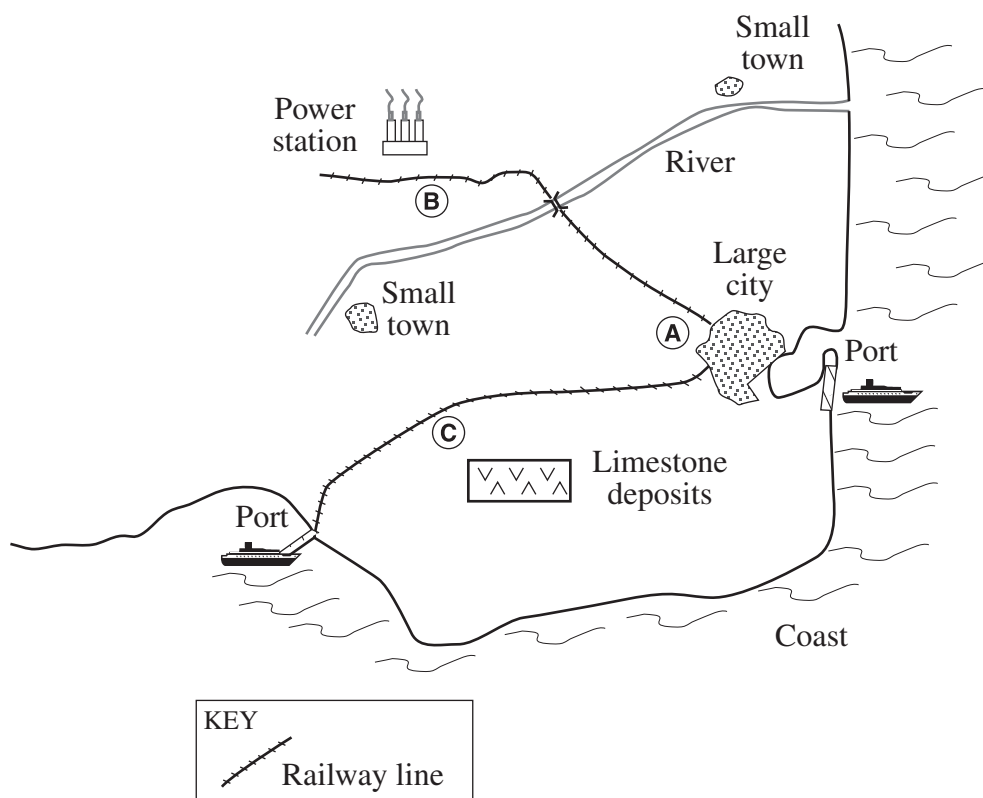 Small
town
Power
station
River
B
Large
city
Small
town
A
Port
C
Limestone
deposits
Port
Coast
KEY
Railway line